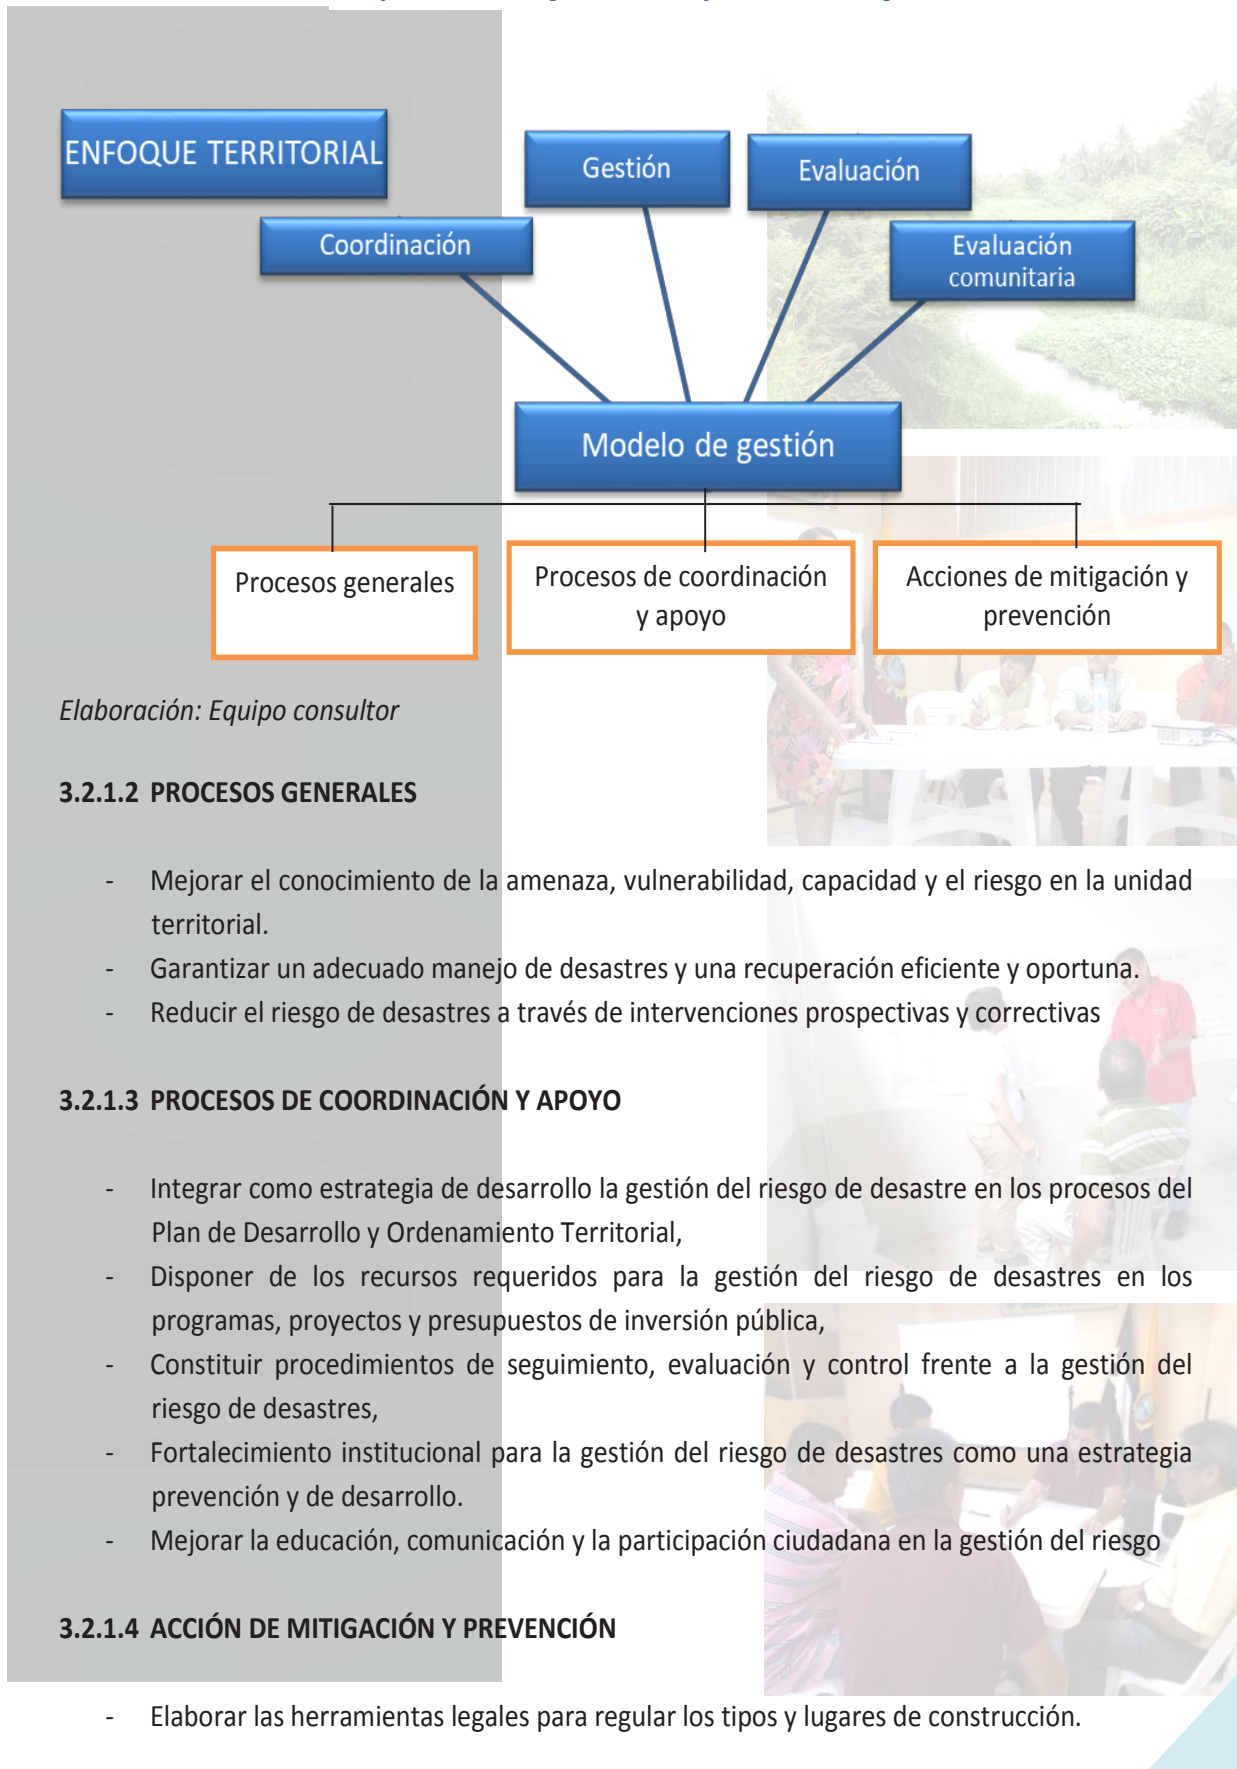 ENFOQUE TERRITORIAL
Gestión
Evaluación
Coordinación
Evaluación
comunitaria
Modelo de gestión
Procesos generales
Procesos de coordinación
y apoyo
Acciones de mitigación y
prevención
Elaboración: Equipo consultor
3.2.1.2 PROCESOS GENERALES
- Mejorar el conocimiento de la amenaza, vulnerabilidad, capacidad y el riesgo en la unidad
territorial.
- Garantizar un adecuado manejo de desastres y una recuperación eficiente y oportuna.
- Reducir el riesgo de desastres a través de intervenciones prospectivas y correctivas
3.2.1.3 PROCESOS DE COORDINACIÓN Y APOYO
- Integrar como estrategia de desarrollo la gestión del riesgo de desastre en los procesos del
Plan de Desarrollo y Ordenamiento Territorial,
- Disponer de los recursos requeridos para la gestión del riesgo de desastres en los
programas, proyectos y presupuestos de inversión pública,
- Constituir procedimientos de seguimiento, evaluación y control frente a la gestión del
riesgo de desastres,
- Fortalecimiento institucional para la gestión del riesgo de desastres como una estrategia
prevención y de desarrollo.
- Mejorar la educación, comunicación y la participación ciudadana en la gestión del riesgo
3.2.1.4 ACCIÓN DE MITIGACIÓN Y PREVENCIÓN
- Elaborar las herramientas legales para regular los tipos y lugares de construcción.